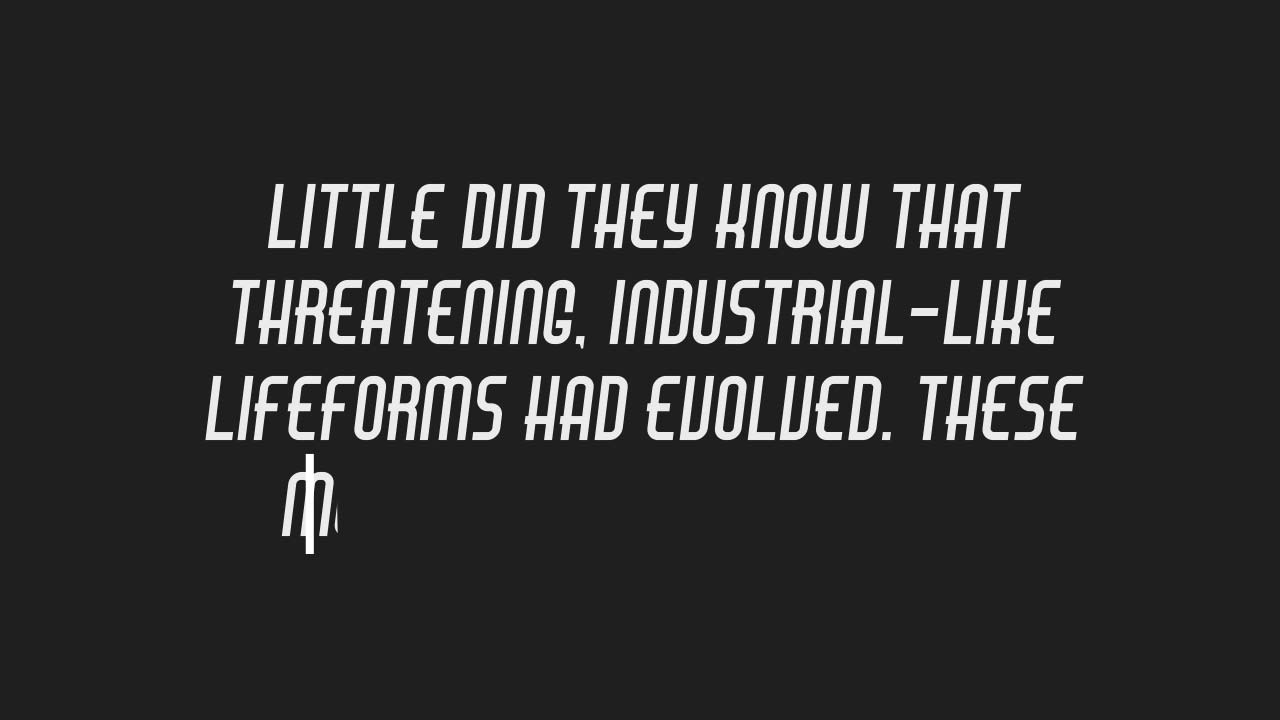 LITTLE DID THEY KNOW THAT
THREATENING, INDUSTRIAL-LIKE
LIFEFORMS HAD EVOLVED. THESE
M